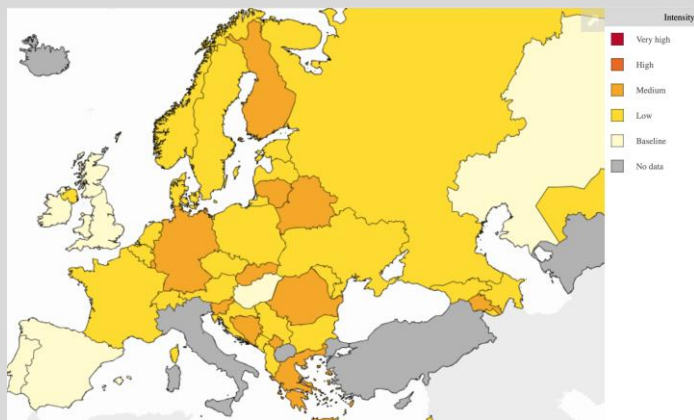 Intensity
Very high
High
Medium
Low
Baseline
No data